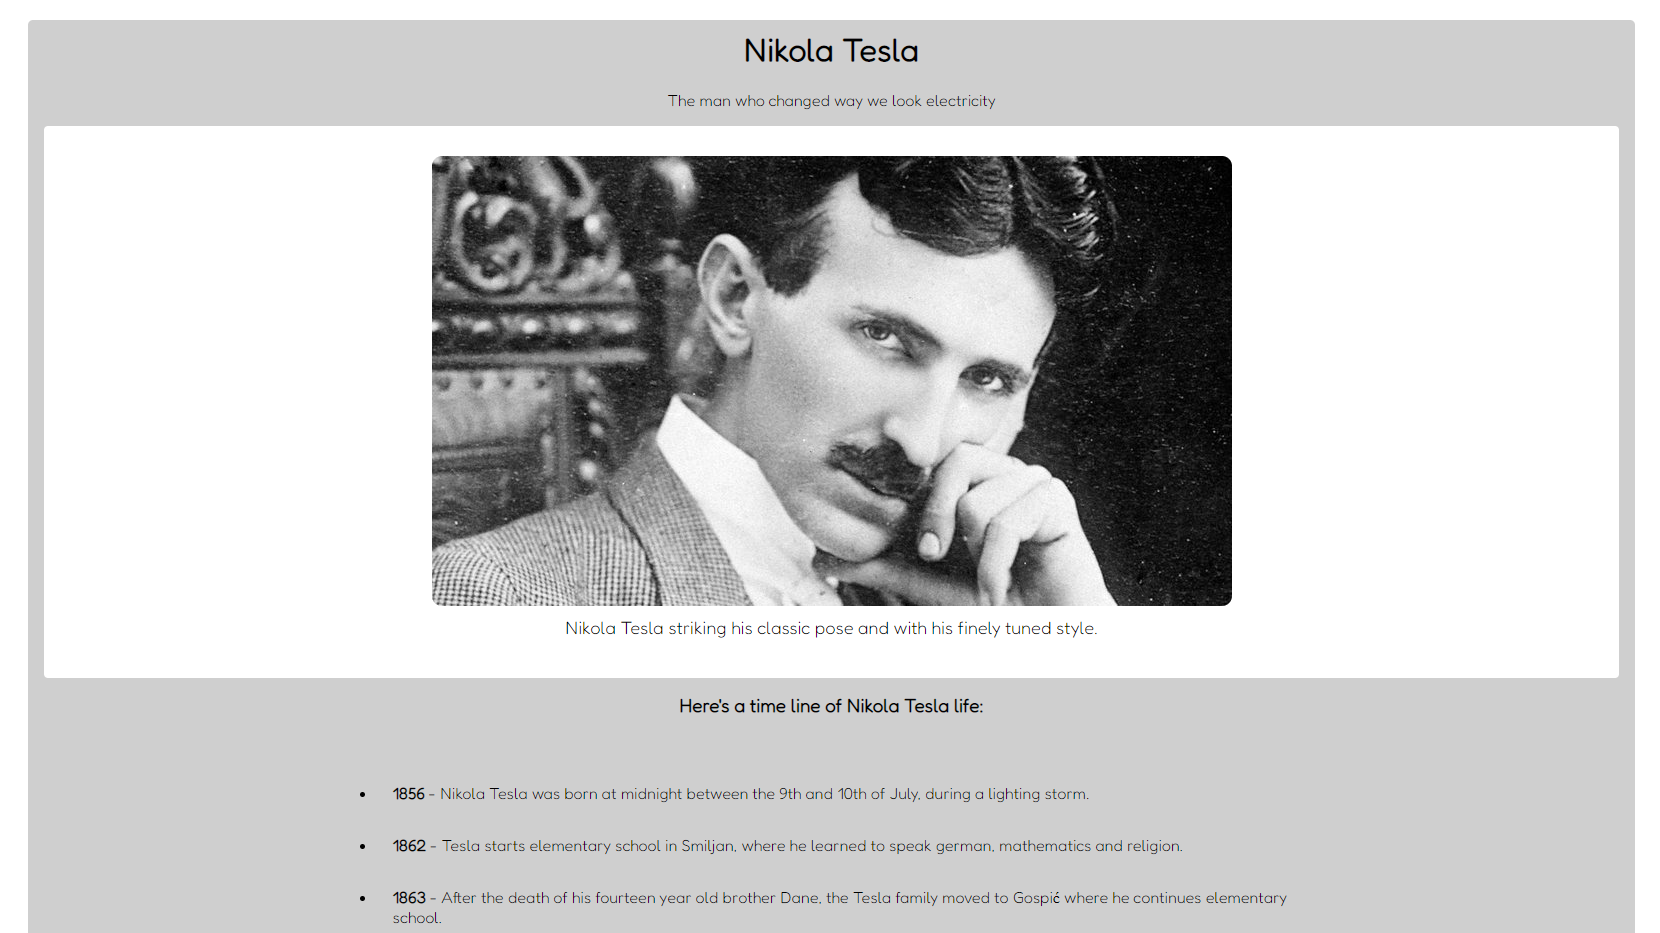 Nikola Tesla
The man who changed way we look electricity
Nikola Tesla striking his classic pose and with his finely tuned style.
Here's a time line of Nikola Tesla life:
1856 - Nikola Tesla was born at midnight between the 9th and 10th of July, during a lighting storm.
1862 - Tesla starts elementary school in Smiljan, where he learned to speak german, mathematics and religion.
1863 - After the death of his fourteen year old brother Dane, the Tesla family moved to Gospić where he continues elementary
school.